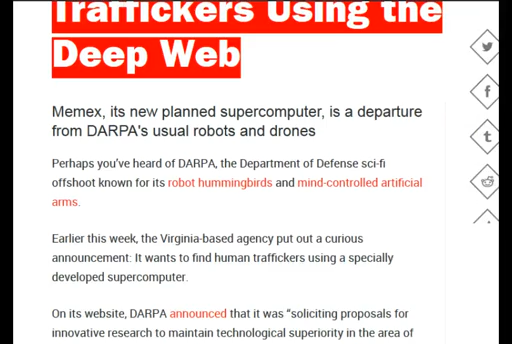 Traffickers Using the
Deep Web
Memex, its new planned supercomputer, is a departure
from DARPA's usual robots and drones
Perhaps you've heard of DARPA, the Department of Defense sci-fi
offshoot known for its robot hummingbirds and mind-controlled artificial
arms.
Earlier this week, the Virginia-based agency put out a curious
announcement: It wants to find human traffickers using a specially
developed supercomputer.
On its website, DARPA announced that it was “soliciting proposals for
innovative research to maintain technological superiority in the area of